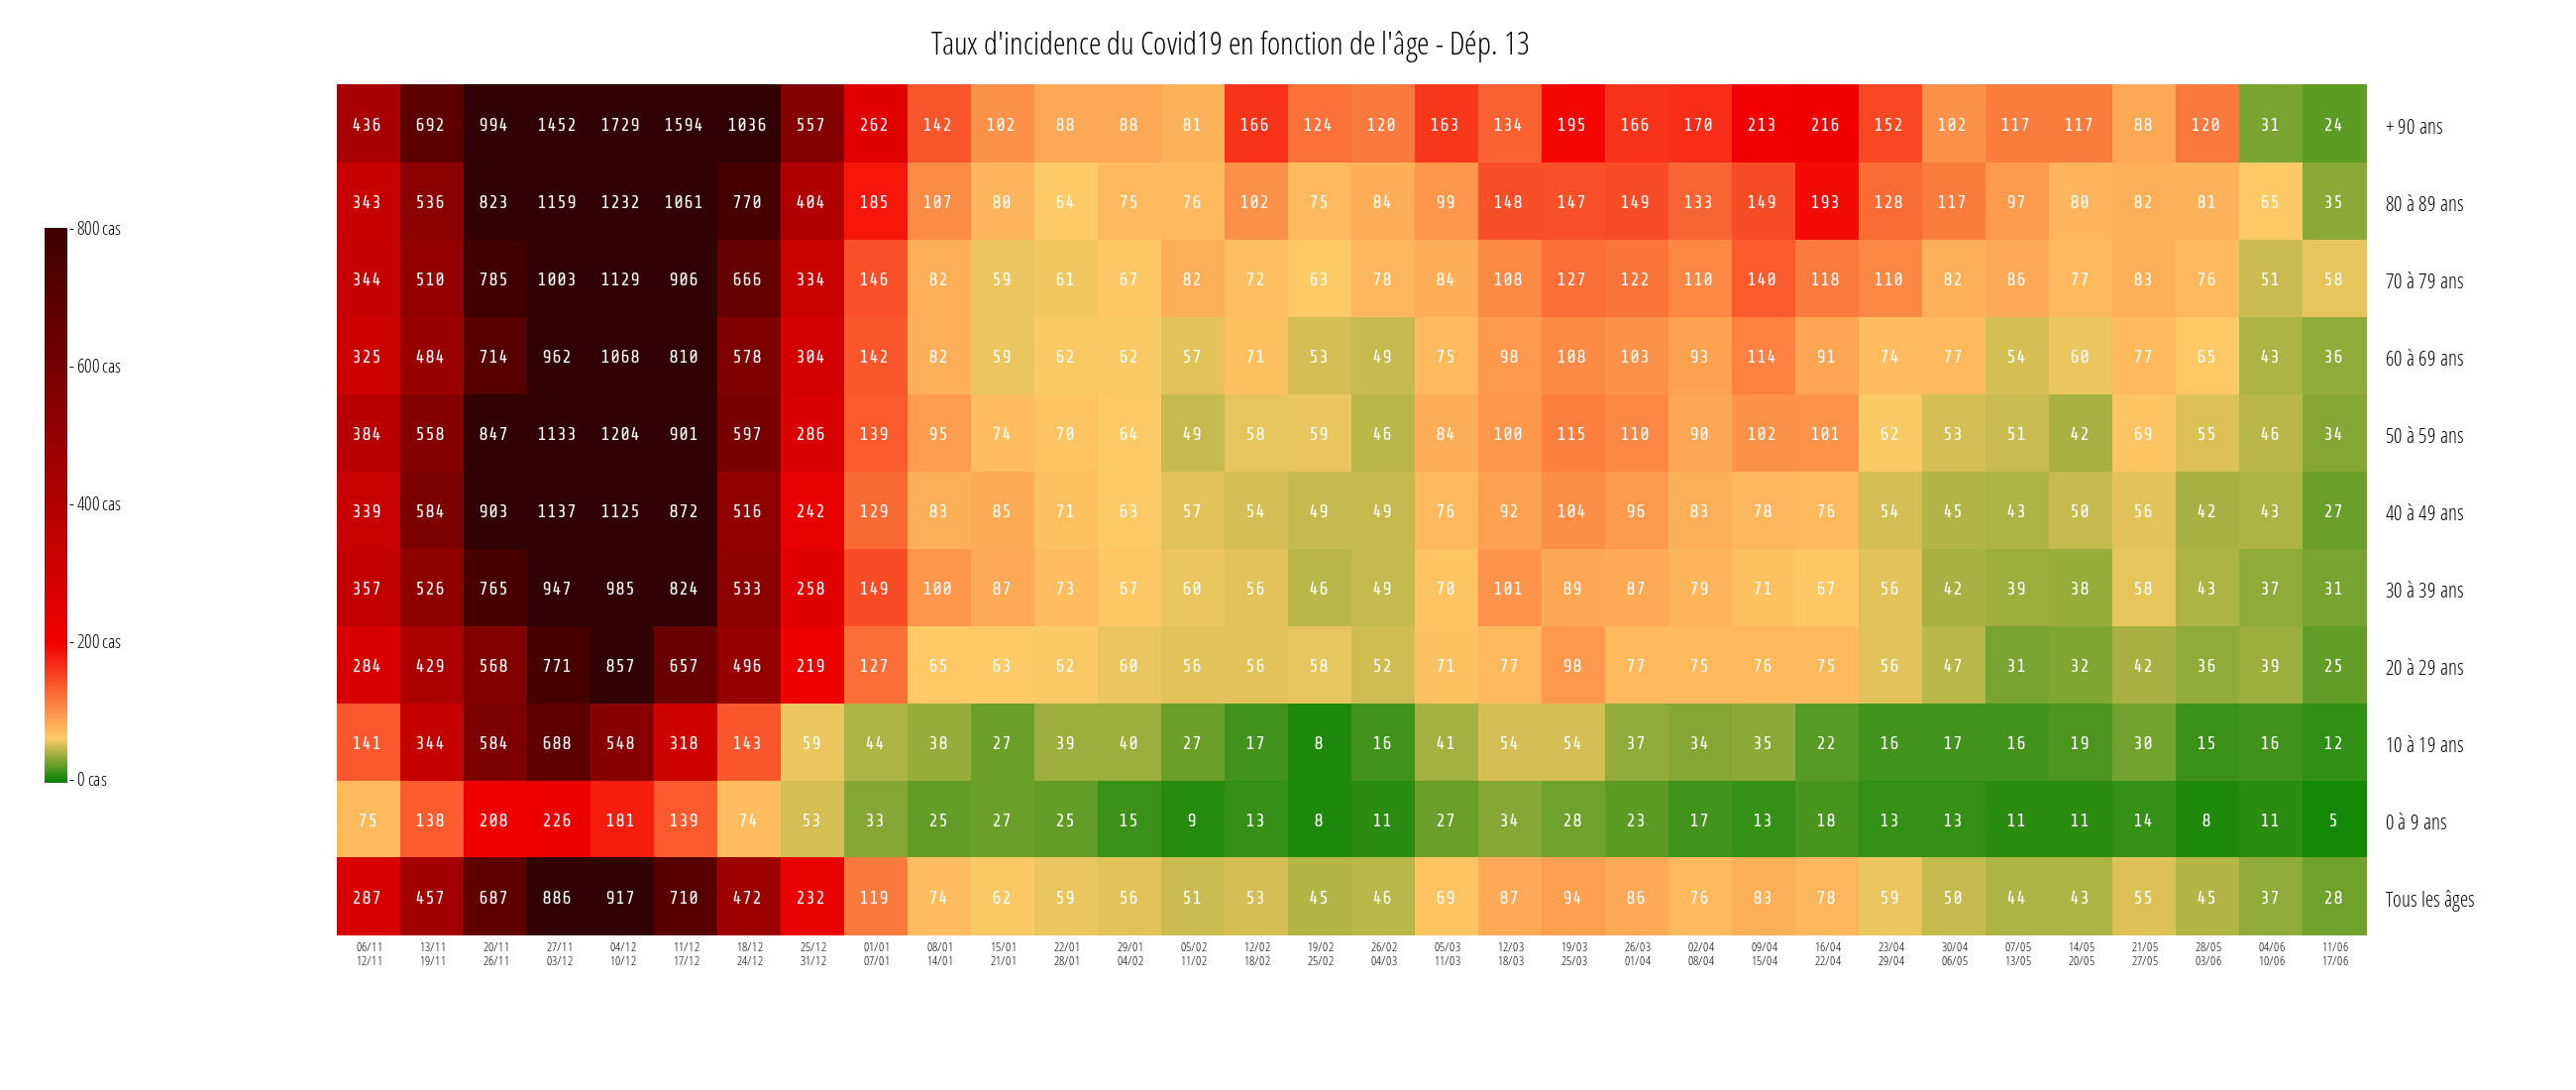 Taux d'incidence du Covid19 en fonction de l'âge - Dép. 13
436 692 994 1452 1729 1594 1036 557 262 142 102 88 88 81 166 124 120 163 134 195 166 170 213 216 152 102 117 117 88 120 31 24 + 90 ans
343 536 823 1159 1232 1061 770 404 185 107 80 64 75 76 102 75 84 99 148 147 149 133 149 193 128 117 97 80 82 81 65 35 80 à 89 ans
- 800 cas
344 510 785 1003 1129 906 666 334 146 82 59 61 67 82 72 63 78 84 108 127 122 110 140 118 110 82 86 77 83 76 51 58 70 à 79 ans
325 484 714 962 1068 810 578 304 142 82 59 62 62 57 71 53 49 75 98 108 103 93 114 91 74 77 54 60 77 65 43 36 60 à 69 ans
- 600 cas
384 558 847 1133 1204 901 597 286 139 95 74 70 64 49 58 59 46 84 100 115 110 90 102 101 62 53 51 42 69 55 46 34 50 à 59 ans
- 400 cas
339 584 903 1137 1125 872 516 242 129 83 85 71 63 57 54 49 49 76 92 104 96 83 78 76 54 45 43 50 56 42 43 27 40 à 49 ans
357 526 765 947 985 824 533 258 149 100 87 73 67 60 56 46 49 70 101 89 87 79 71 67 56 42 39 38 58 43 37 31 30 à 39 ans
- 200 cas
284 429 568 771 857 657 496 219 127 65 63 62 60 56 56 58 52 71 77 98 77 75 76 75 56 47 31 32 42 36 39 25 20 à 29 ans
141 344 584 688 548 318 143 59 44 38 27 39 40 27 17 8 16 41 54 54 37 34 35 22 16 17 16 19 30 15 16 12 10 à 19 ans
- 0 cas
75 138 208 226 181 139 74 53 33 25 27 25 15 9 13 8 11 27 34 28 23 17 13 18 13 13 11 11 14 8 11 5 0 à 9 ans
287 457 687 886 917 710 472 232 119 74 62 59 56 51 53 45 46 69 87 94 86 76 83 78 59 50 44 43 55 45 37 28 Tous les âges
06/11 13/11 20/11 27/11 04/12 11/12 18/12 25/12 01/01 08/01 15/01 22/01 29/01 05/02 12/02 19/02 26/02 05/03 12/03 19/03 26/03 02/04 09/04 16/04 23/04 30/04 07/05 14/05 21/05 28/05 04/06 11/06
12/11 19/11 26/11 03/12 10/12 17/12 24/12 31/12 07/01 14/01 21/01 28/01 04/02 11/02 18/02 25/02 04/03 11/03 18/03 25/03 01/04 08/04 15/04 22/04 29/04 06/05 13/05 20/05 27/05 03/06 10/06 17/06